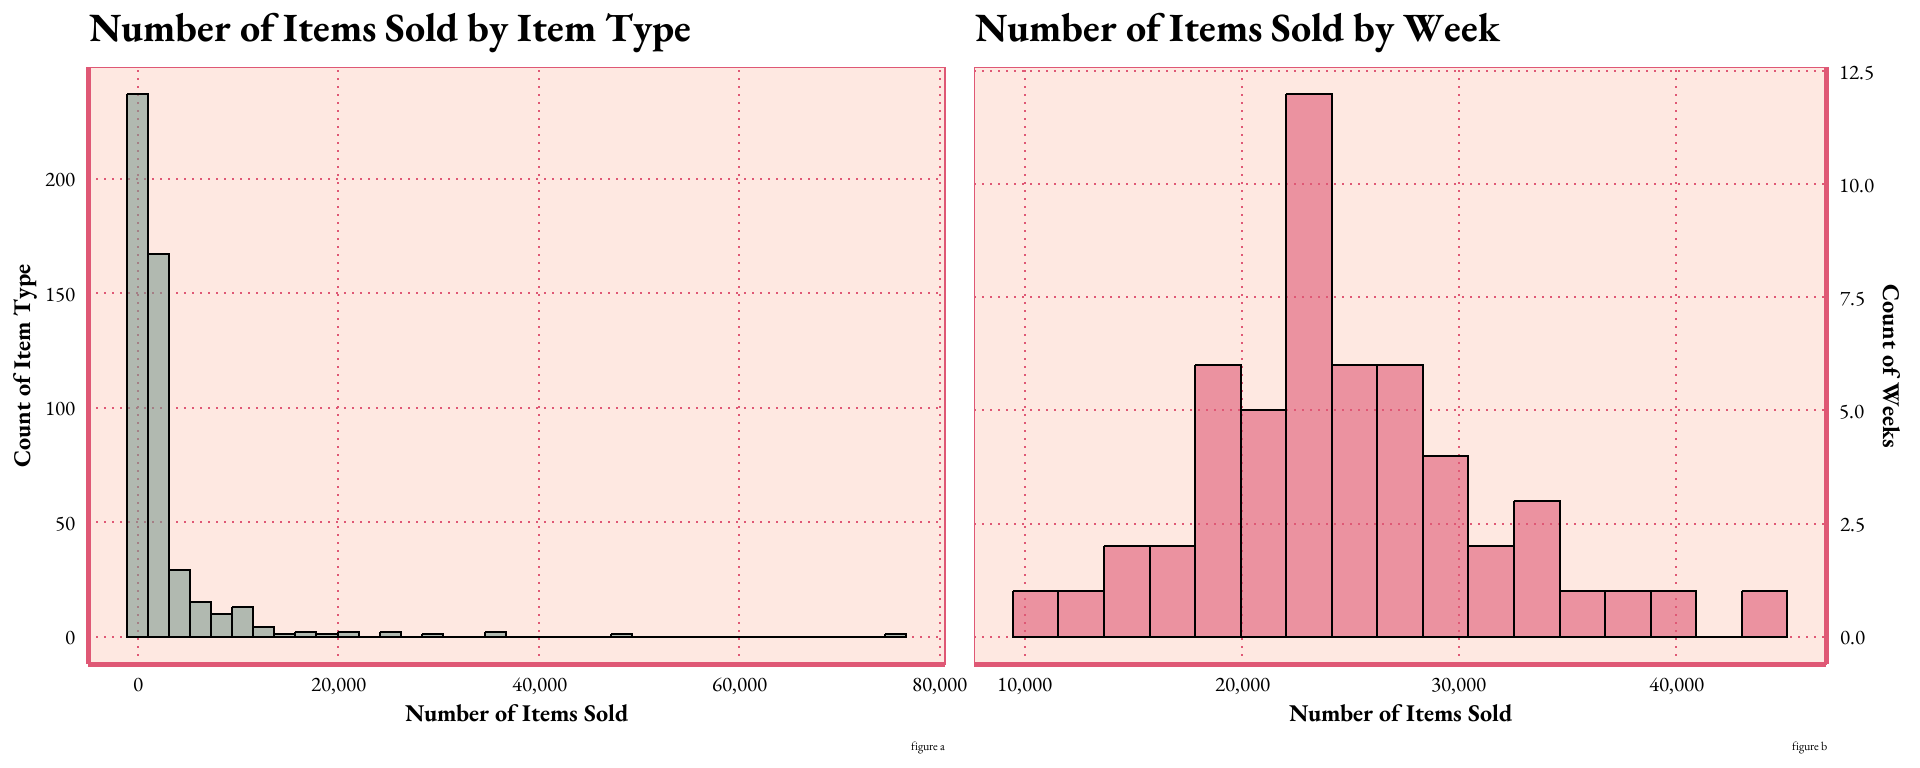 Number of Items Sold by Item Type
Count of Item Type
200
150
100
50
0
0
20,000
40,000
60,000
80,000
Number of Items Sold
figure a
Number of Items Sold by Week
12.5
10.0
7.5
5.0
2.5
0.0
Count of Weeks
10,000
20,000
30,000
40,000
Number of Items Sold
figure b